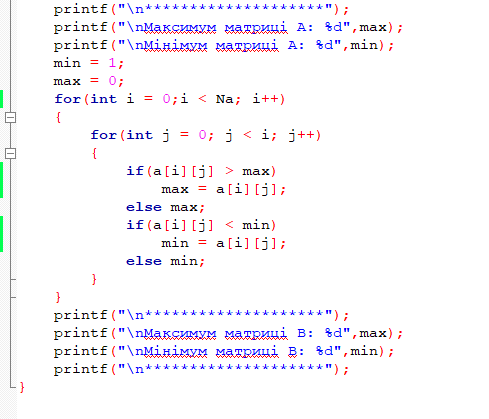 printf("\n********************");
printf("\nМаксимум матриці А: %d",max);
printf("\nМінімум матриці А: %d",min);
min = 1;
max = 0;
for(int i = 0;i < Na; i++)
{
for(int j = 0; j < i; j++)
{
if(a[i][j] > max)
max = a[i][j];
else max;
if(a[i][j] < min)
min = a[i][j];
else min;
}
}
printf("\n********************");
printf("\nМаксимум матриці В: %d",max);
printf("\nМінімум матриці В: %d",min);
printf("\n********************");
}